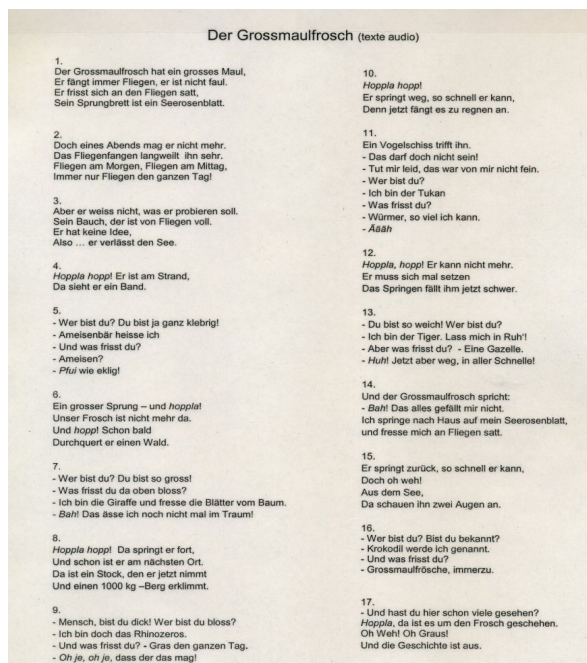 Der Grossmaulfrosch (texte audio)
1.
Der Grossmaulfrosch hat ein grosses Maul,
Er fängt immer Fliegen, er ist nicht faul.
Er frisst sich an den Fliegen satt,
Sein Sprungbrett ist ein Seerosenblatt.
2.
Doch eines Abends mag er nicht mehr.
Das Fliegenfangen langweilt ihn sehr.
Fliegen am Morgen, Fliegen am Mittag,
Immer nur Fliegen den ganzen Tag!
3.
Aber er weiss nicht, was er probieren soll.
Sein Bauch, der ist von Fliegen voll.
Er hat keine Idee,
Also ... er verlässt den See.
4.
Hoppla hopp! Er ist am Strand,
Da sieht er ein Band.
5.
- Wer bist du? Du bist ja ganz klebrig!
- Ameisenbär heisse ich
- Und was frisst du?
- Ameisen?
- Pfui wie eklig!
6.
Ein grosser Sprung – und hoppla!
Unser Frosch ist nicht mehr da.
Und hopp! Schon bald
Durchquert er einen Wald.
7.
- Wer bist du? Du bist so gross!
- Was frisst du da oben bloss?
- Ich bin die Giraffe und fresse die Blätter vom Baum.
- Bah! Das ässe ich noch nicht mal im Traum!
8.
Hoppla hopp! Da springt er fort,
Und schon ist er am nächsten Ort.
Da ist ein Stock, den er jetzt nimmt
Und einen 1000 kg –Berg erklimmt.
9.
- Mensch, bist du dick! Wer bist du bloss?
- Ich bin doch das Rhinozeros.
- Und was frisst du? - Gras den ganzen Tag.
- Oh je, oh je, dass der das mag!
10.
Hoppla hopp!
Er springt weg, so schnell er kann,
Denn jetzt fängt es zu regnen an.
11.
Ein Vogelschiss trifft ihn.
- Das darf doch nicht sein!
- Tut mir leid, das war von mir nicht fein.
- Wer bist du?
- Ich bin der Tukan
- Was frisst du?
- Würmer, so viel ich kann.
- Äääh
12.
Hoppla, hopp! Er kann nicht mehr.
Er muss sich mal setzen
Das Springen fällt ihm jetzt schwer.
13.
- Du bist so weich! Wer bist du?
- Ich bin der Tiger. Lass mich in Ruh'!
- Aber was frisst du? - Eine Gazelle.
- Huh! Jetzt aber weg, in aller Schnelle!
14.
Und der Grossmaulfrosch spricht:
- Bah! Das alles gefällt mir nicht.
Ich springe nach Haus auf mein Seerosenblatt,
und fresse mich an Fliegen satt.
15.
Er springt zurück, so schnell er kann,
Doch oh weh!
Aus dem See,
Da schauen ihn zwei Augen an.
16.
- Wer bist du? Bist du bekannt?
- Krokodil werde ich genannt.
- Und was frisst du?
- Grossmaulfrösche, immerzu.
17.
- Und hast du hier schon viele gesehen?
Hoppla, da ist es um den Frosch geschehen.
Oh Weh! Oh Graus!
Und die Geschichte ist aus.